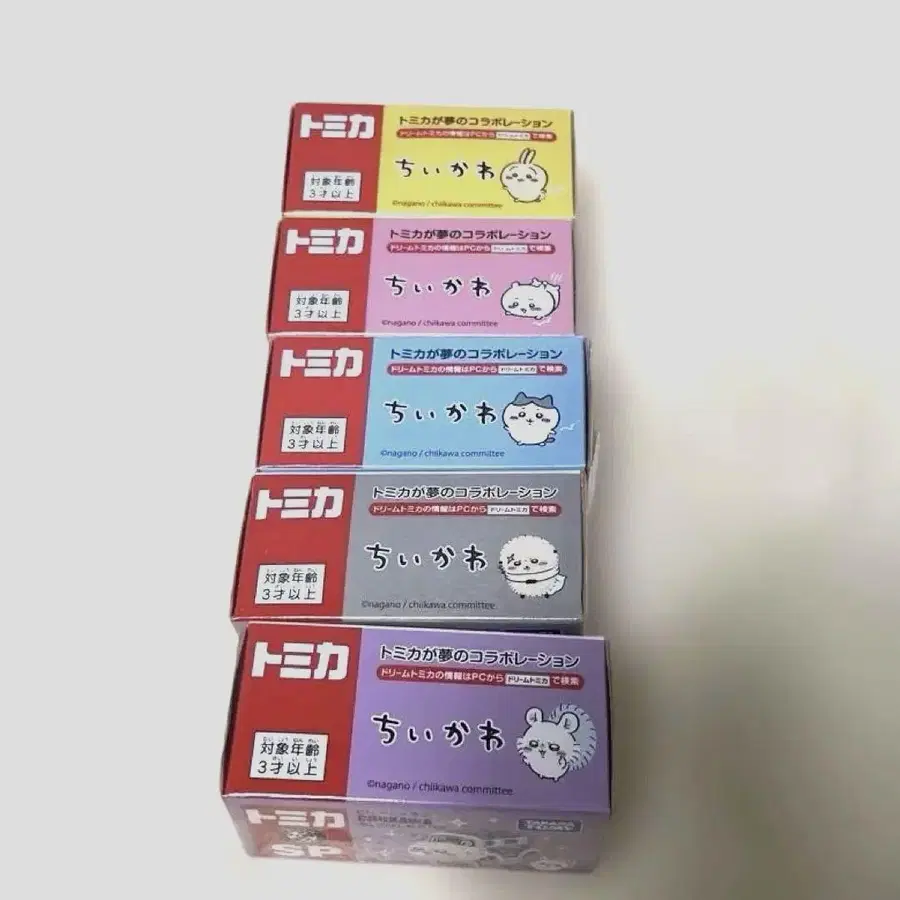 トミカ
トミカが夢のコラボレーション
ドリームトミカの情報はPCからドリームトミカで検索
ちいかわ
対象年齢
3才以上
©nagano / chiikawa committee
トミカ
トミカが夢のコラボレーション
ドリームトミカの情報はPCからドリームトミカで検索
ちいかわ
対象年齢
3才以上
©nagano / chiikawa committee
トミカ
トミカが夢のコラボレーション
ドリームトミカの情報はPCからドリームトミカで検索
ちいかわ
対象年齢
3才以上
©nagano / chiikawa committee
トミカ
トミカが夢のコラボレーション
ドリームトミカの情報はPCからドリームトミカで検索
ちいかわ
対象年齢
3才以上
©nagano / chiikawa committee
トミカ
トミカが夢のコラボレーション
ドリームトミカの情報はPCからドリームトミカで検索
ちいかわ
対象年齢
3才以上
©nagano / chiikawa committee
トミカ
SP
TAKARA TOMY